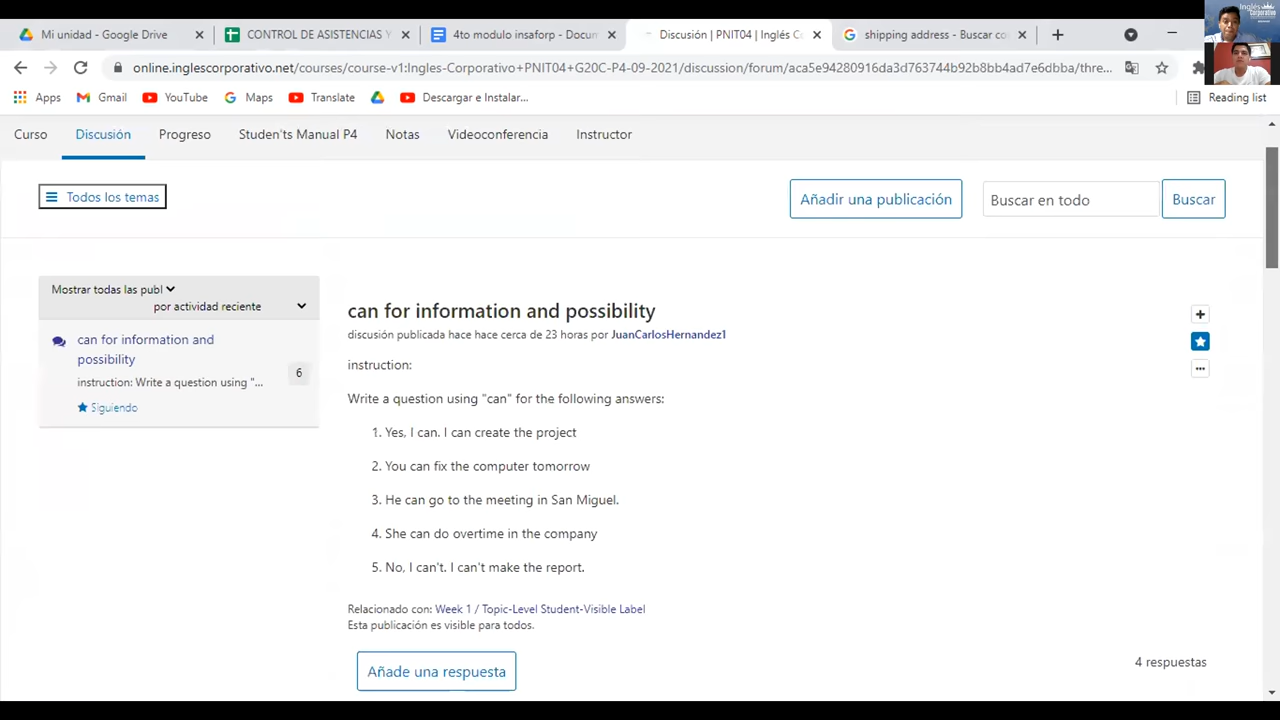 Mi unidad - Google Drive
CONTROL DE ASISTENCIAS Y
4to modulo insaforp - Docum
Discusión | PNIT04 | Inglés C
shipping address - Buscar co
online.inglescorporativo.net/courses/course-v1:Ingles-Corporativo+PNIT04+G20C-P4-09-2021/discussion/forum/aca5e94280916da3d763744b92b8bb4ad7e6dbba/thre...
Apps
Gmail
YouTube
Maps
Translate
Descargar e Instalar...
Reading list
Inglés
Corporativo
Curso
Discusión
Progreso
Studen'ts Manual P4
Notas
Videoconferencia
Instructor
Todos los temas
Añadir una publicación
Buscar en todo
Buscar
Mostrar todas las publ
por actividad reciente
can for information and
possibility
instruction: Write a question using "...
6
Siguiendo
can for information and possibility
discusión publicada hace hace cerca de 23 horas por JuanCarlosHernandez1
instruction:
Write a question using "can" for the following answers:
1. Yes, I can. I can create the project
2. You can fix the computer tomorrow
3. He can go to the meeting in San Miguel.
4. She can do overtime in the company
5. No, I can't. I can't make the report.
Relacionado con: Week 1 / Topic-Level Student-Visible Label
Esta publicación es visible para todos.
Añade una respuesta
4 respuestas